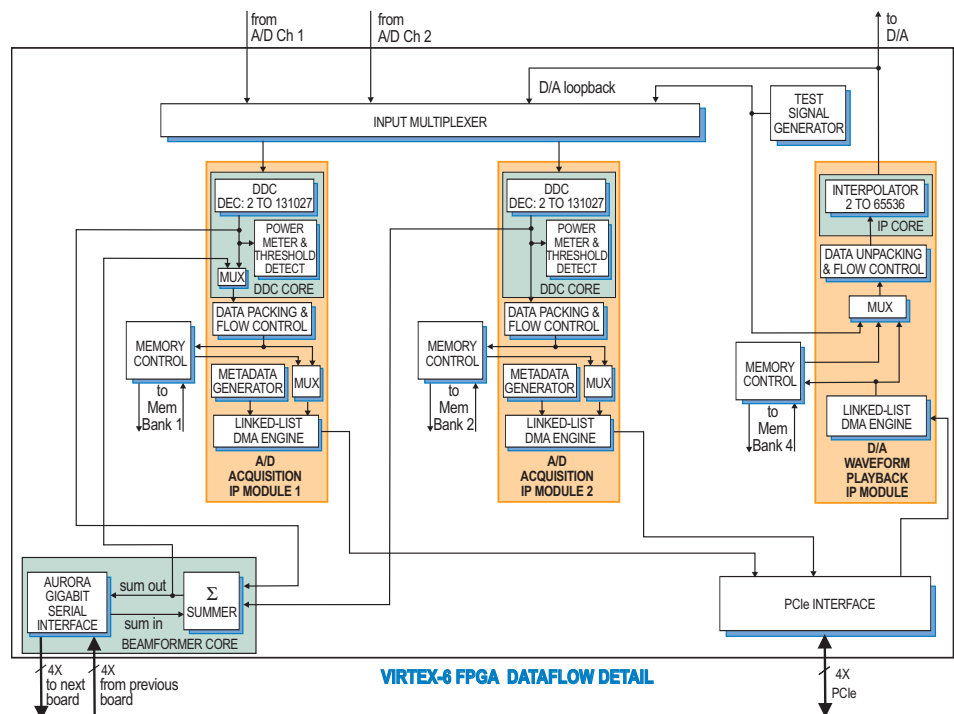 from
A/D Ch 1
from
A/D Ch 2
to
D/A
D/A loopback
INPUT MULTIPLEXER
TEST
SIGNAL
GENERATOR
DDC
DEC: 2 TO 131027
POWER
METER &
THRESHOLD
DETECT
MUX
DDC CORE
DATA PACKING &
FLOW CONTROL
MEMORY
CONTROL
METADATA
GENERATOR
MUX
to
Mem
Bank 1
LINKED-LIST
DMA ENGINE
A/D
ACQUISITION
IP MODULE 1
DDC
DEC: 2 TO 131027
POWER
METER &
THRESHOLD
DETECT
DDC CORE
DATA PACKING &
FLOW CONTROL
MEMORY
CONTROL
METADATA
GENERATOR
MUX
to
Mem
Bank 2
LINKED-LIST
DMA ENGINE
A/D
ACQUISITION
IP MODULE 2
INTERPOLATOR
2 TO 65536
IP CORE
DATA UNPACKING
& FLOW CONTROL
MUX
MEMORY
CONTROL
to
Mem
Bank 4
LINKED-LIST
DMA ENGINE
D/A
WAVEFORM
PLAYBACK
IP MODULE
AURORA
GIGABIT
SERIAL
INTERFACE
sum out
sum in
Σ
SUMMER
BEAMFORMER CORE
PCIe INTERFACE
4X
to next
board
4X
from previous
board
VIRTEX-6 FPGA DATAFLOW DETAIL
4X
PCIe